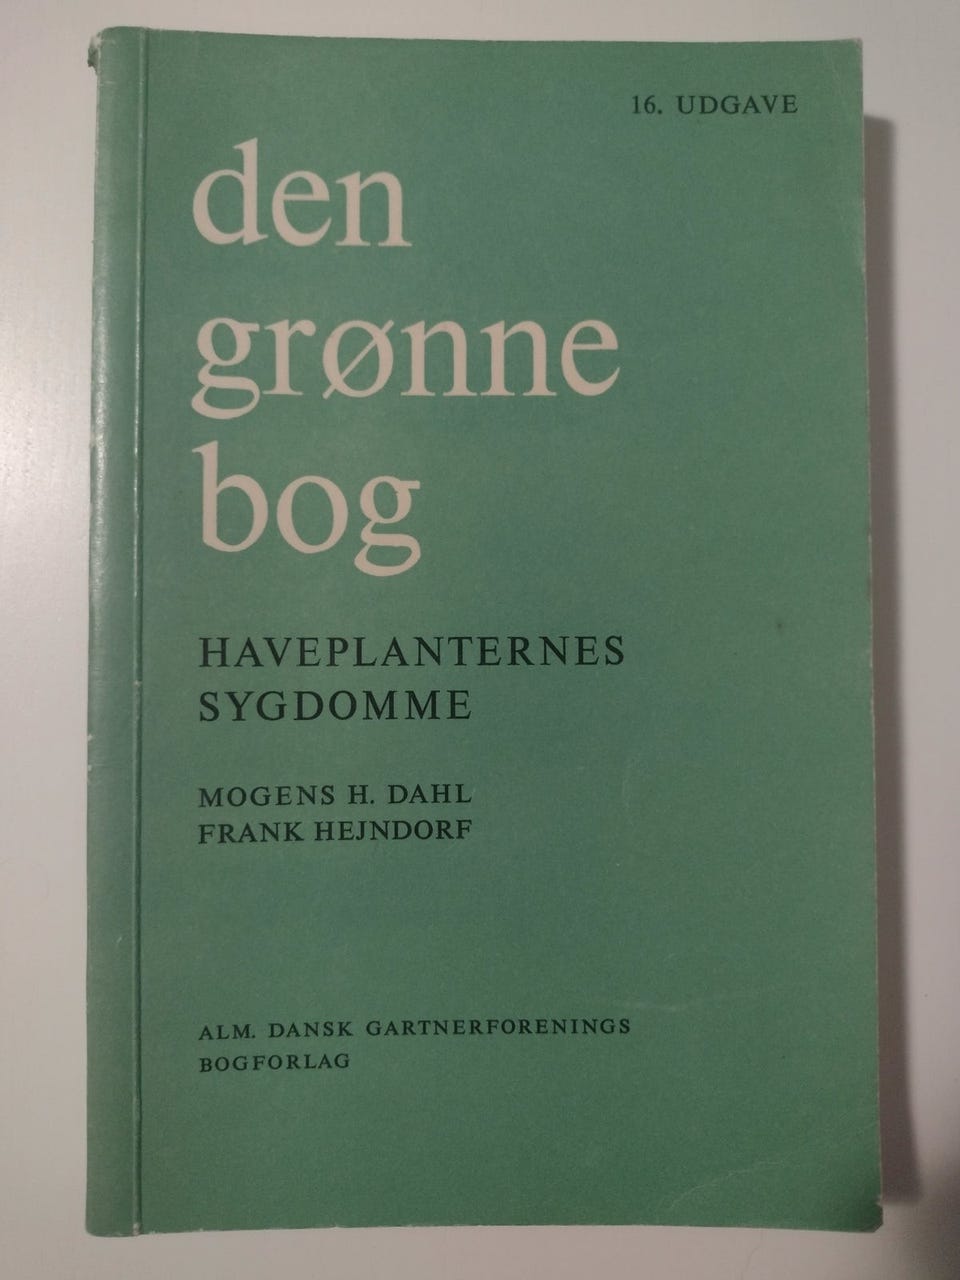 16. UDGAVE
den
grønne
bog
HAVEPLANTERNES
SYGDOMME
MOGENS H. DAHL
FRANK HEJNDORF
ALM. DANSK GARTNERFORENINGS
BOGFORLAG